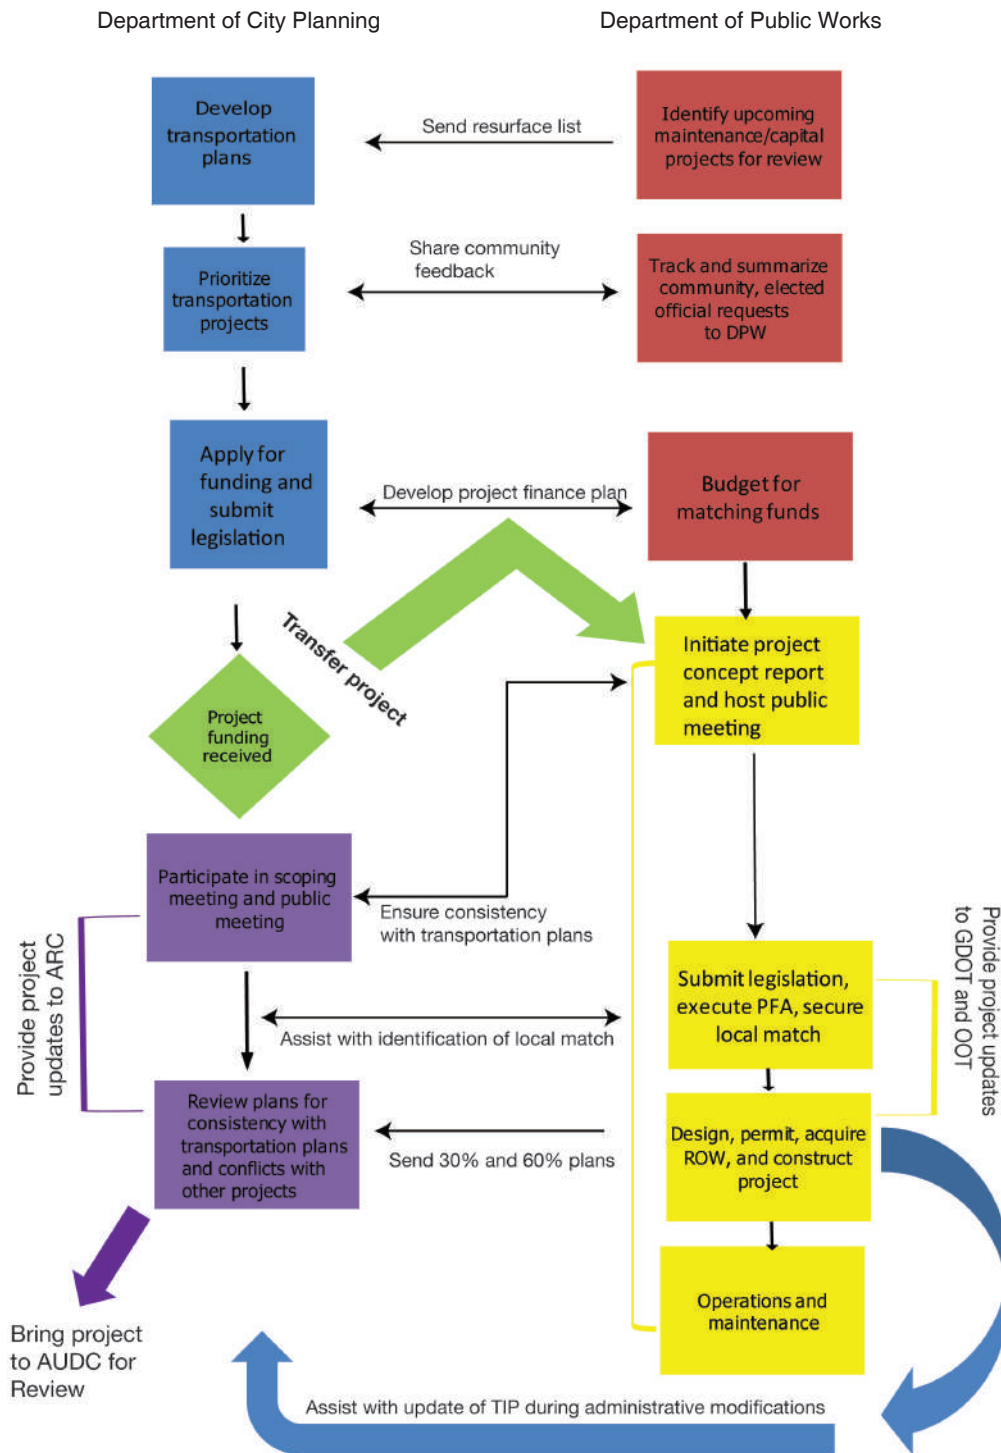 Department of City Planning
Department of Public Works
Develop
transportation
plans
Send resurface list
Identify upcoming
maintenance/capital
projects for review
Prioritize
transportation
projects
Share community
feedback
Track and summarize
community, elected
official requests
to DPW
Apply for
funding and
submit
legislation
Develop project finance plan
Budget for
matching funds
Transfer project
Initiate project
concept report
and host public
meeting
Project
funding
received
Participate in scoping
meeting and public
meeting
Ensure consistency
with transportation plans
Provide project
updates to ARC
Submit legislation,
execute PFA, secure
local match
Provide project updates
to GDOT and OOT
Assist with identification of local match
Review plans for
consistency with
transportation plans
and conflicts with
other projects
Send 30% and 60% plans
Design, permit, acquire
ROW, and construct
project
Operations and
maintenance
Bring project
to AUDC for
Review
Assist with update of TIP during administrative modifications